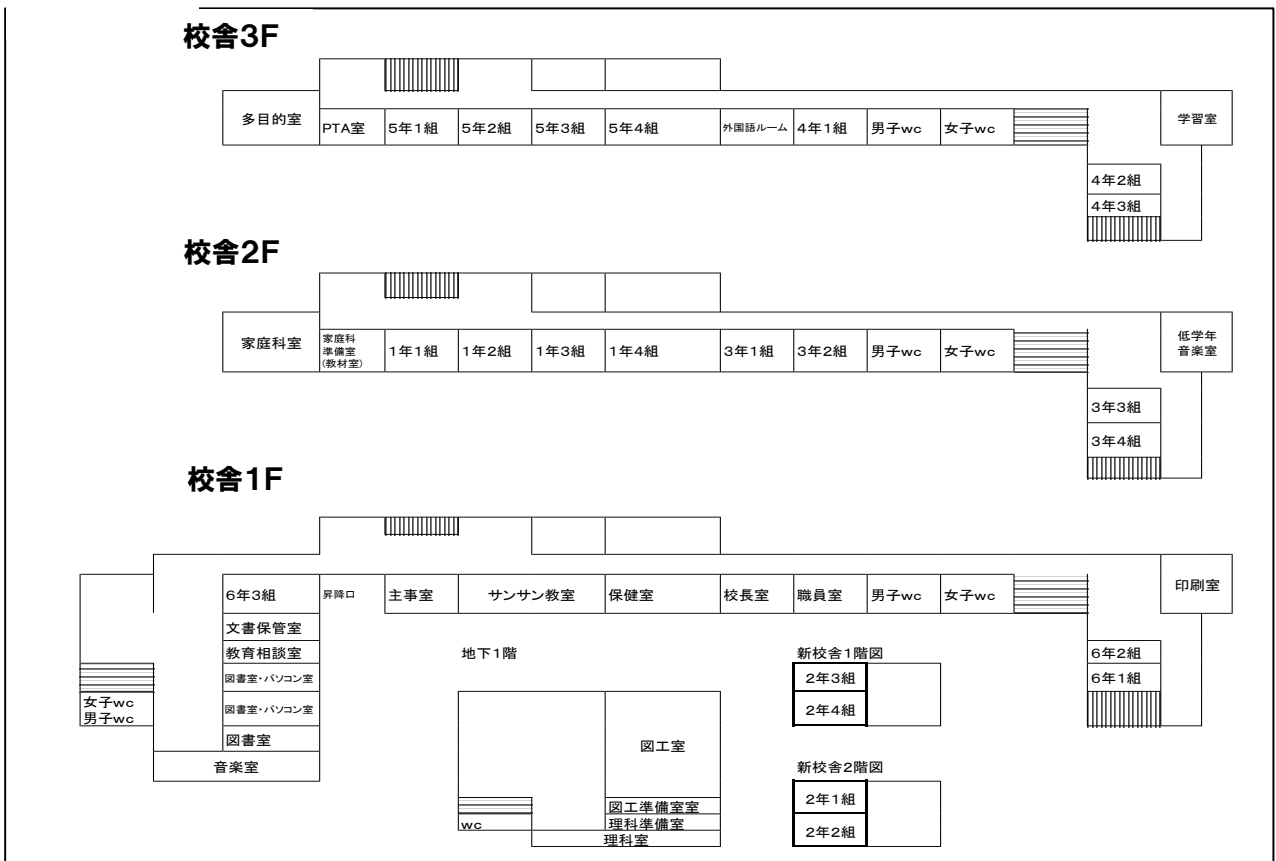 校舎3F
多目的室
PTA室
5年1組
5年2組
5年3組
5年4組
外国語ルーム
4年1組
男子wc
女子wc
学習室
4年2組
4年3組
校舎2F
家庭科室
家庭科
準備室
(教材室)
1年1組
1年2組
1年3組
1年4組
3年1組
3年2組
男子wc
女子wc
低学年
音楽室
3年3組
3年4組
校舎1F
6年3組
昇降口
主事室
サンサン教室
保健室
校長室
職員室
男子wc
女子wc
印刷室
文書保管室
教育相談室
図書室・パソコン室
図書室・パソコン室
図書室
音楽室
女子wc
男子wc
地下1階
図工室
図工準備室室
理科準備室
理科室
wc
新校舎1階図
2年3組
2年4組
新校舎2階図
2年1組
2年2組
6年2組
6年1組